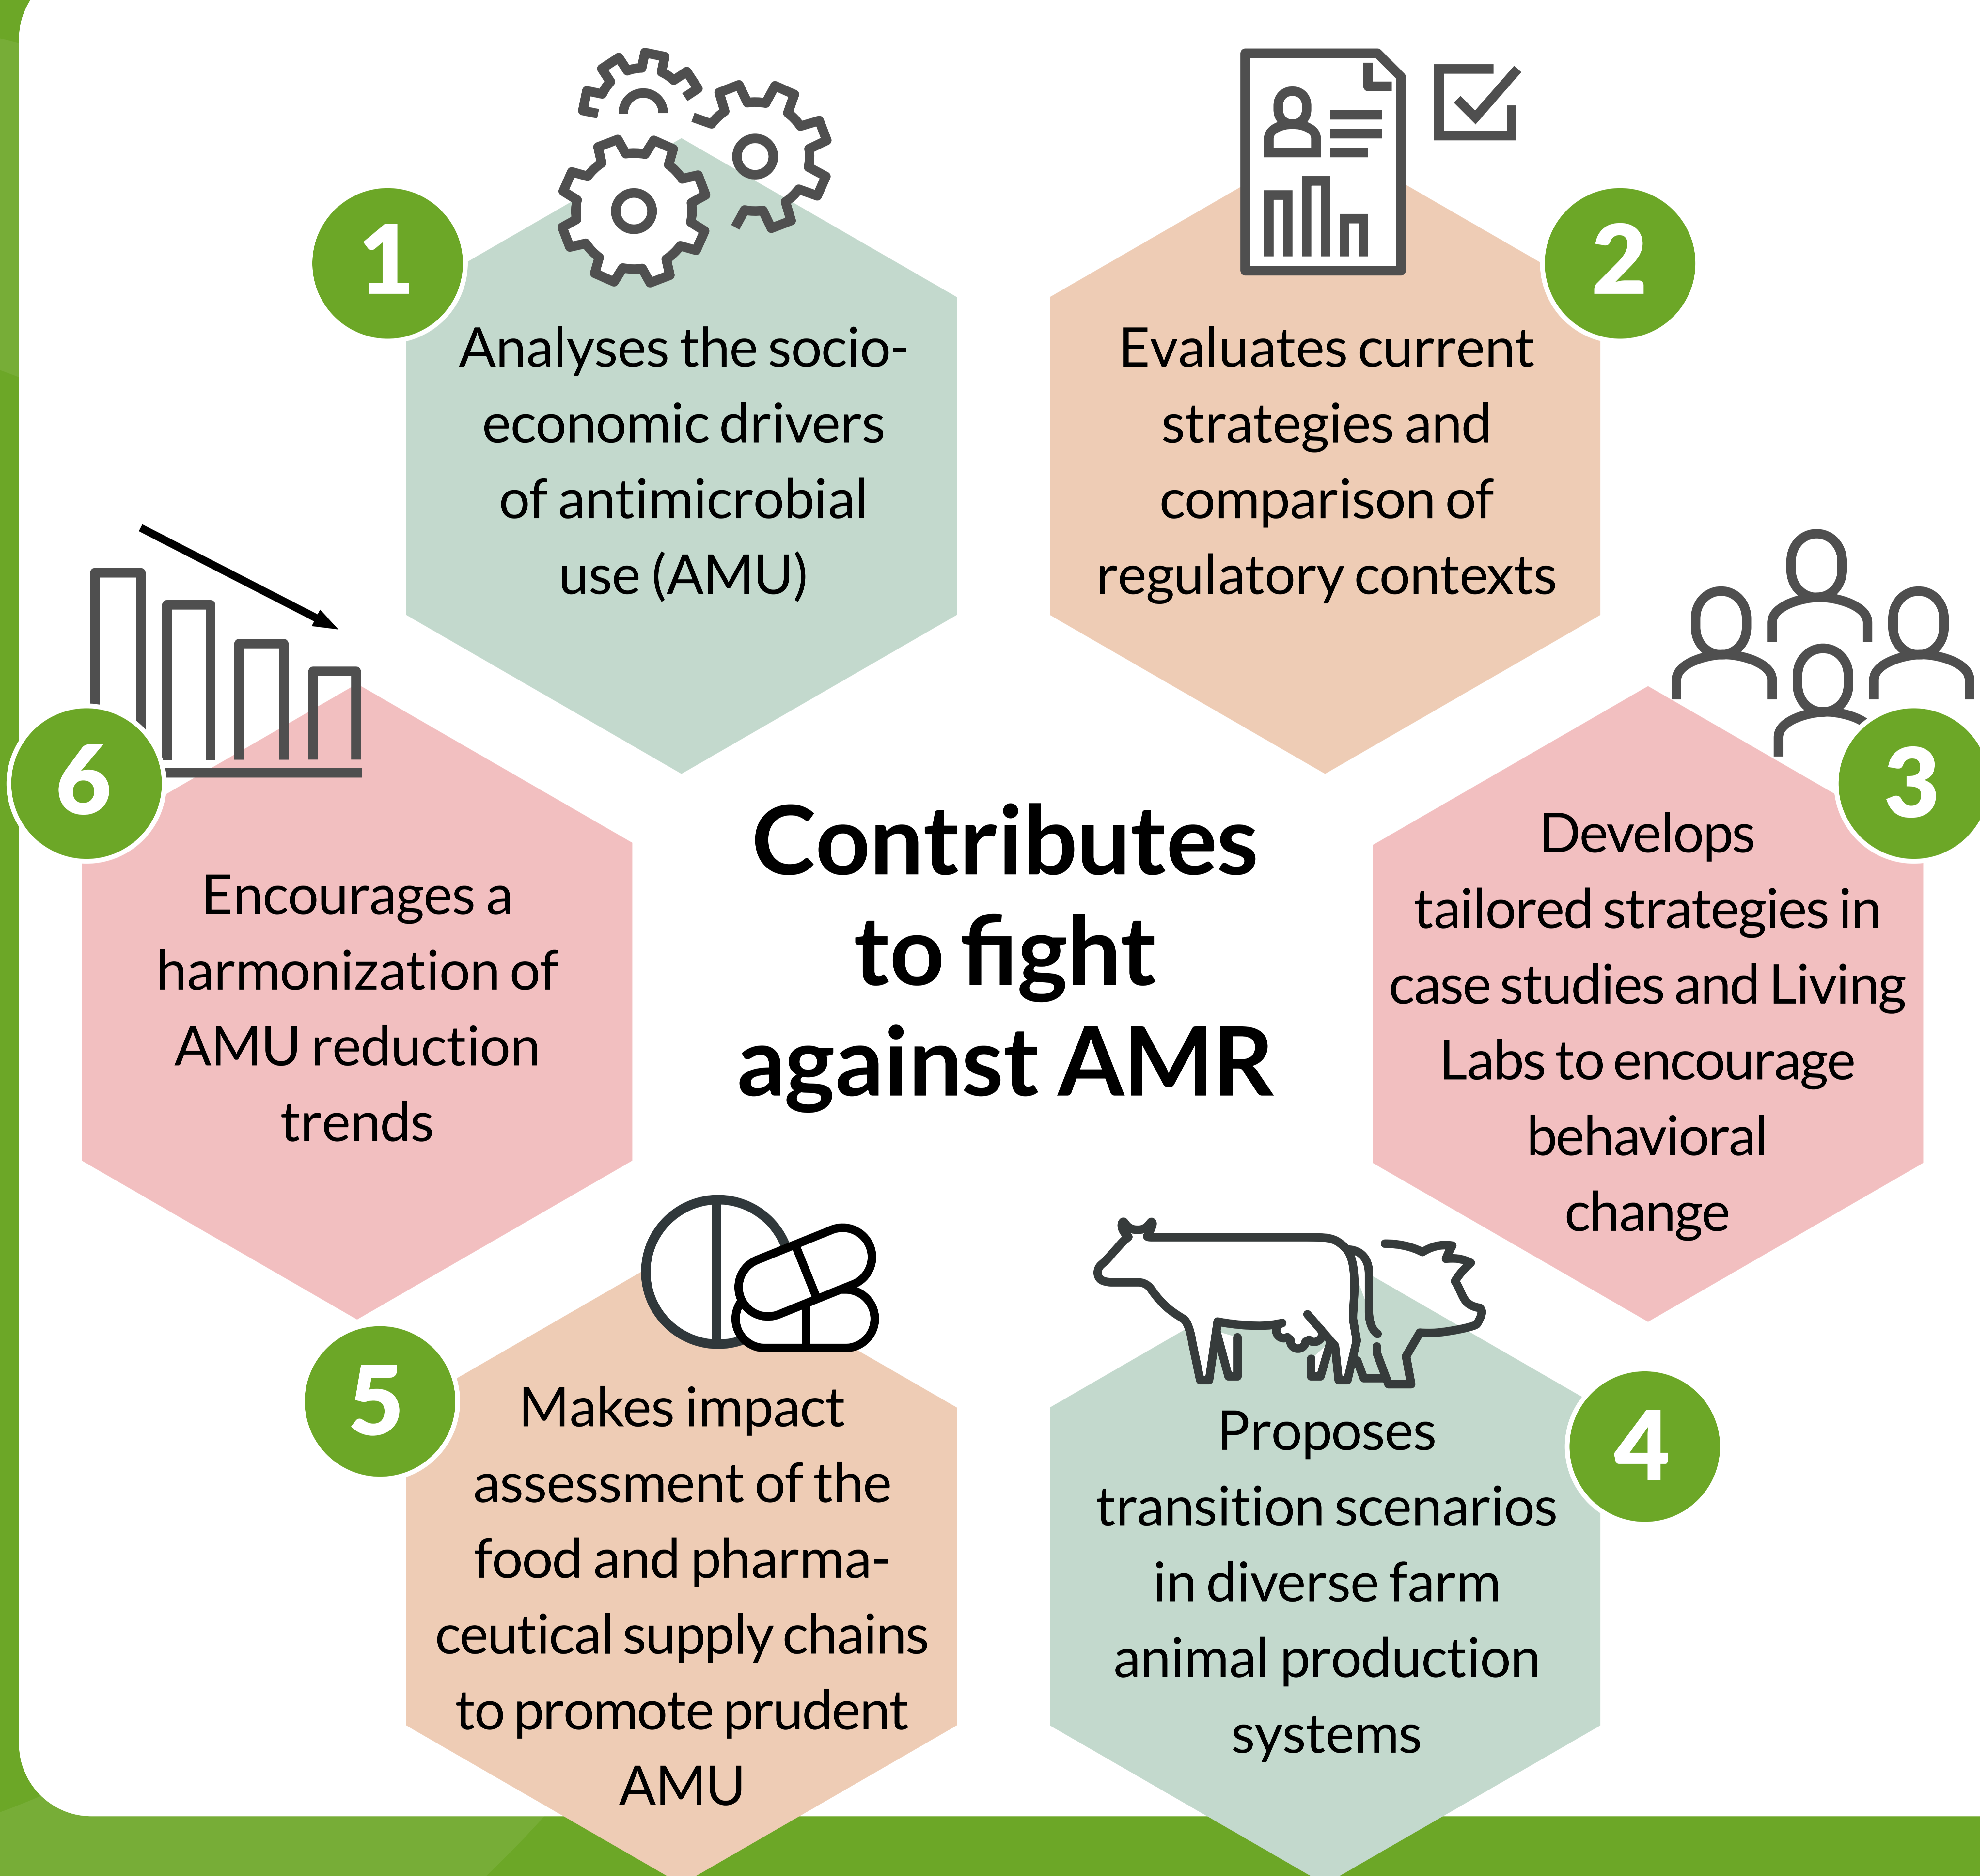 1
Analyses the socio-
economic drivers
of antimicrobial
use (AMU)
2
Evaluates current
strategies and
comparison of
regulatory contexts
3
Develops
tailored strategies in
case studies and Living
Labs to encourage
behavioral
change
4
Proposes
transition scenarios
in diverse farm
animal production
systems
5
Makes impact
assessment of the
food and pharma-
ceutical supply chains
to promote prudent
AMU
6
Encourages a
harmonization of
AMU reduction
trends
Contributes
to fight
against AMR